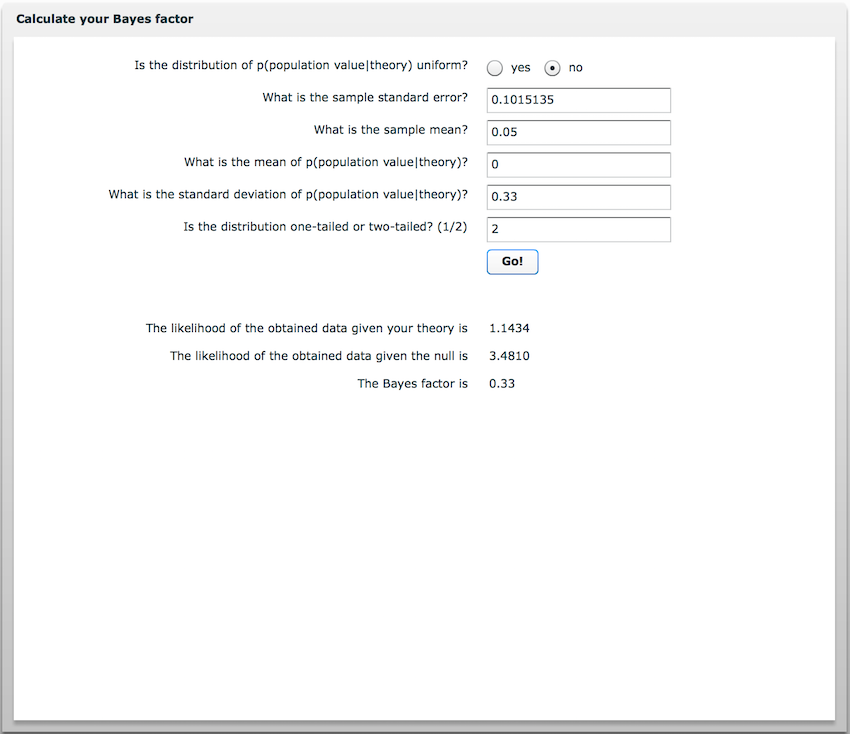 Calculate your Bayes factor
Is the distribution of p(population value|theory) uniform? yes no
What is the sample standard error? 0.1015135
What is the sample mean? 0.05
What is the mean of p(population value|theory)? 0
What is the standard deviation of p(population value|theory)? 0.33
Is the distribution one-tailed or two-tailed? (1/2) 2
Go!
The likelihood of the obtained data given your theory is 1.1434
The likelihood of the obtained data given the null is 3.4810
The Bayes factor is 0.33